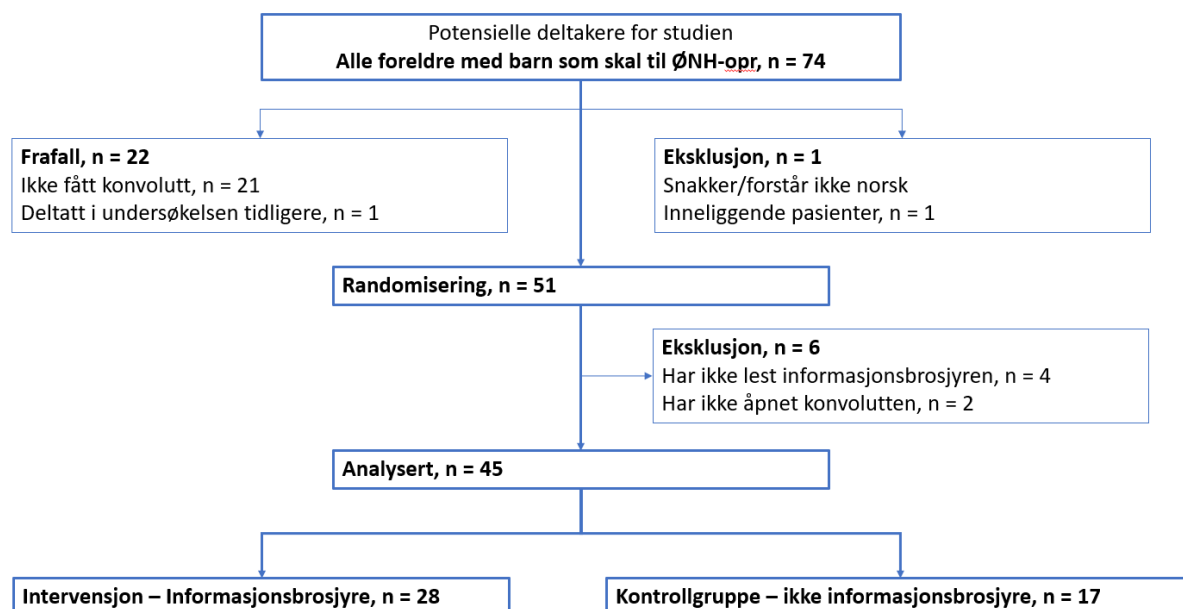 Potensielle deltakere for studien
Alle foreldre med barn som skal til ØNH-opr, n = 74
Frafall, n = 22
Ikke fått konvolutt, n = 21
Deltatt i undersøkelsen tidligere, n = 1
Eksklusjon, n = 1
Snakker/forstår ikke norsk
Inneliggende pasienter, n = 1
Randomisering, n = 51
Eksklusjon, n = 6
Har ikke lest informasjonsbrosjyren, n = 4
Har ikke åpnet konvolutten, n = 2
Analysert, n = 45
Intervensjon – Informasjonsbrosjyre, n = 28
Kontrollgruppe – ikke informasjonsbrosjyre, n = 17